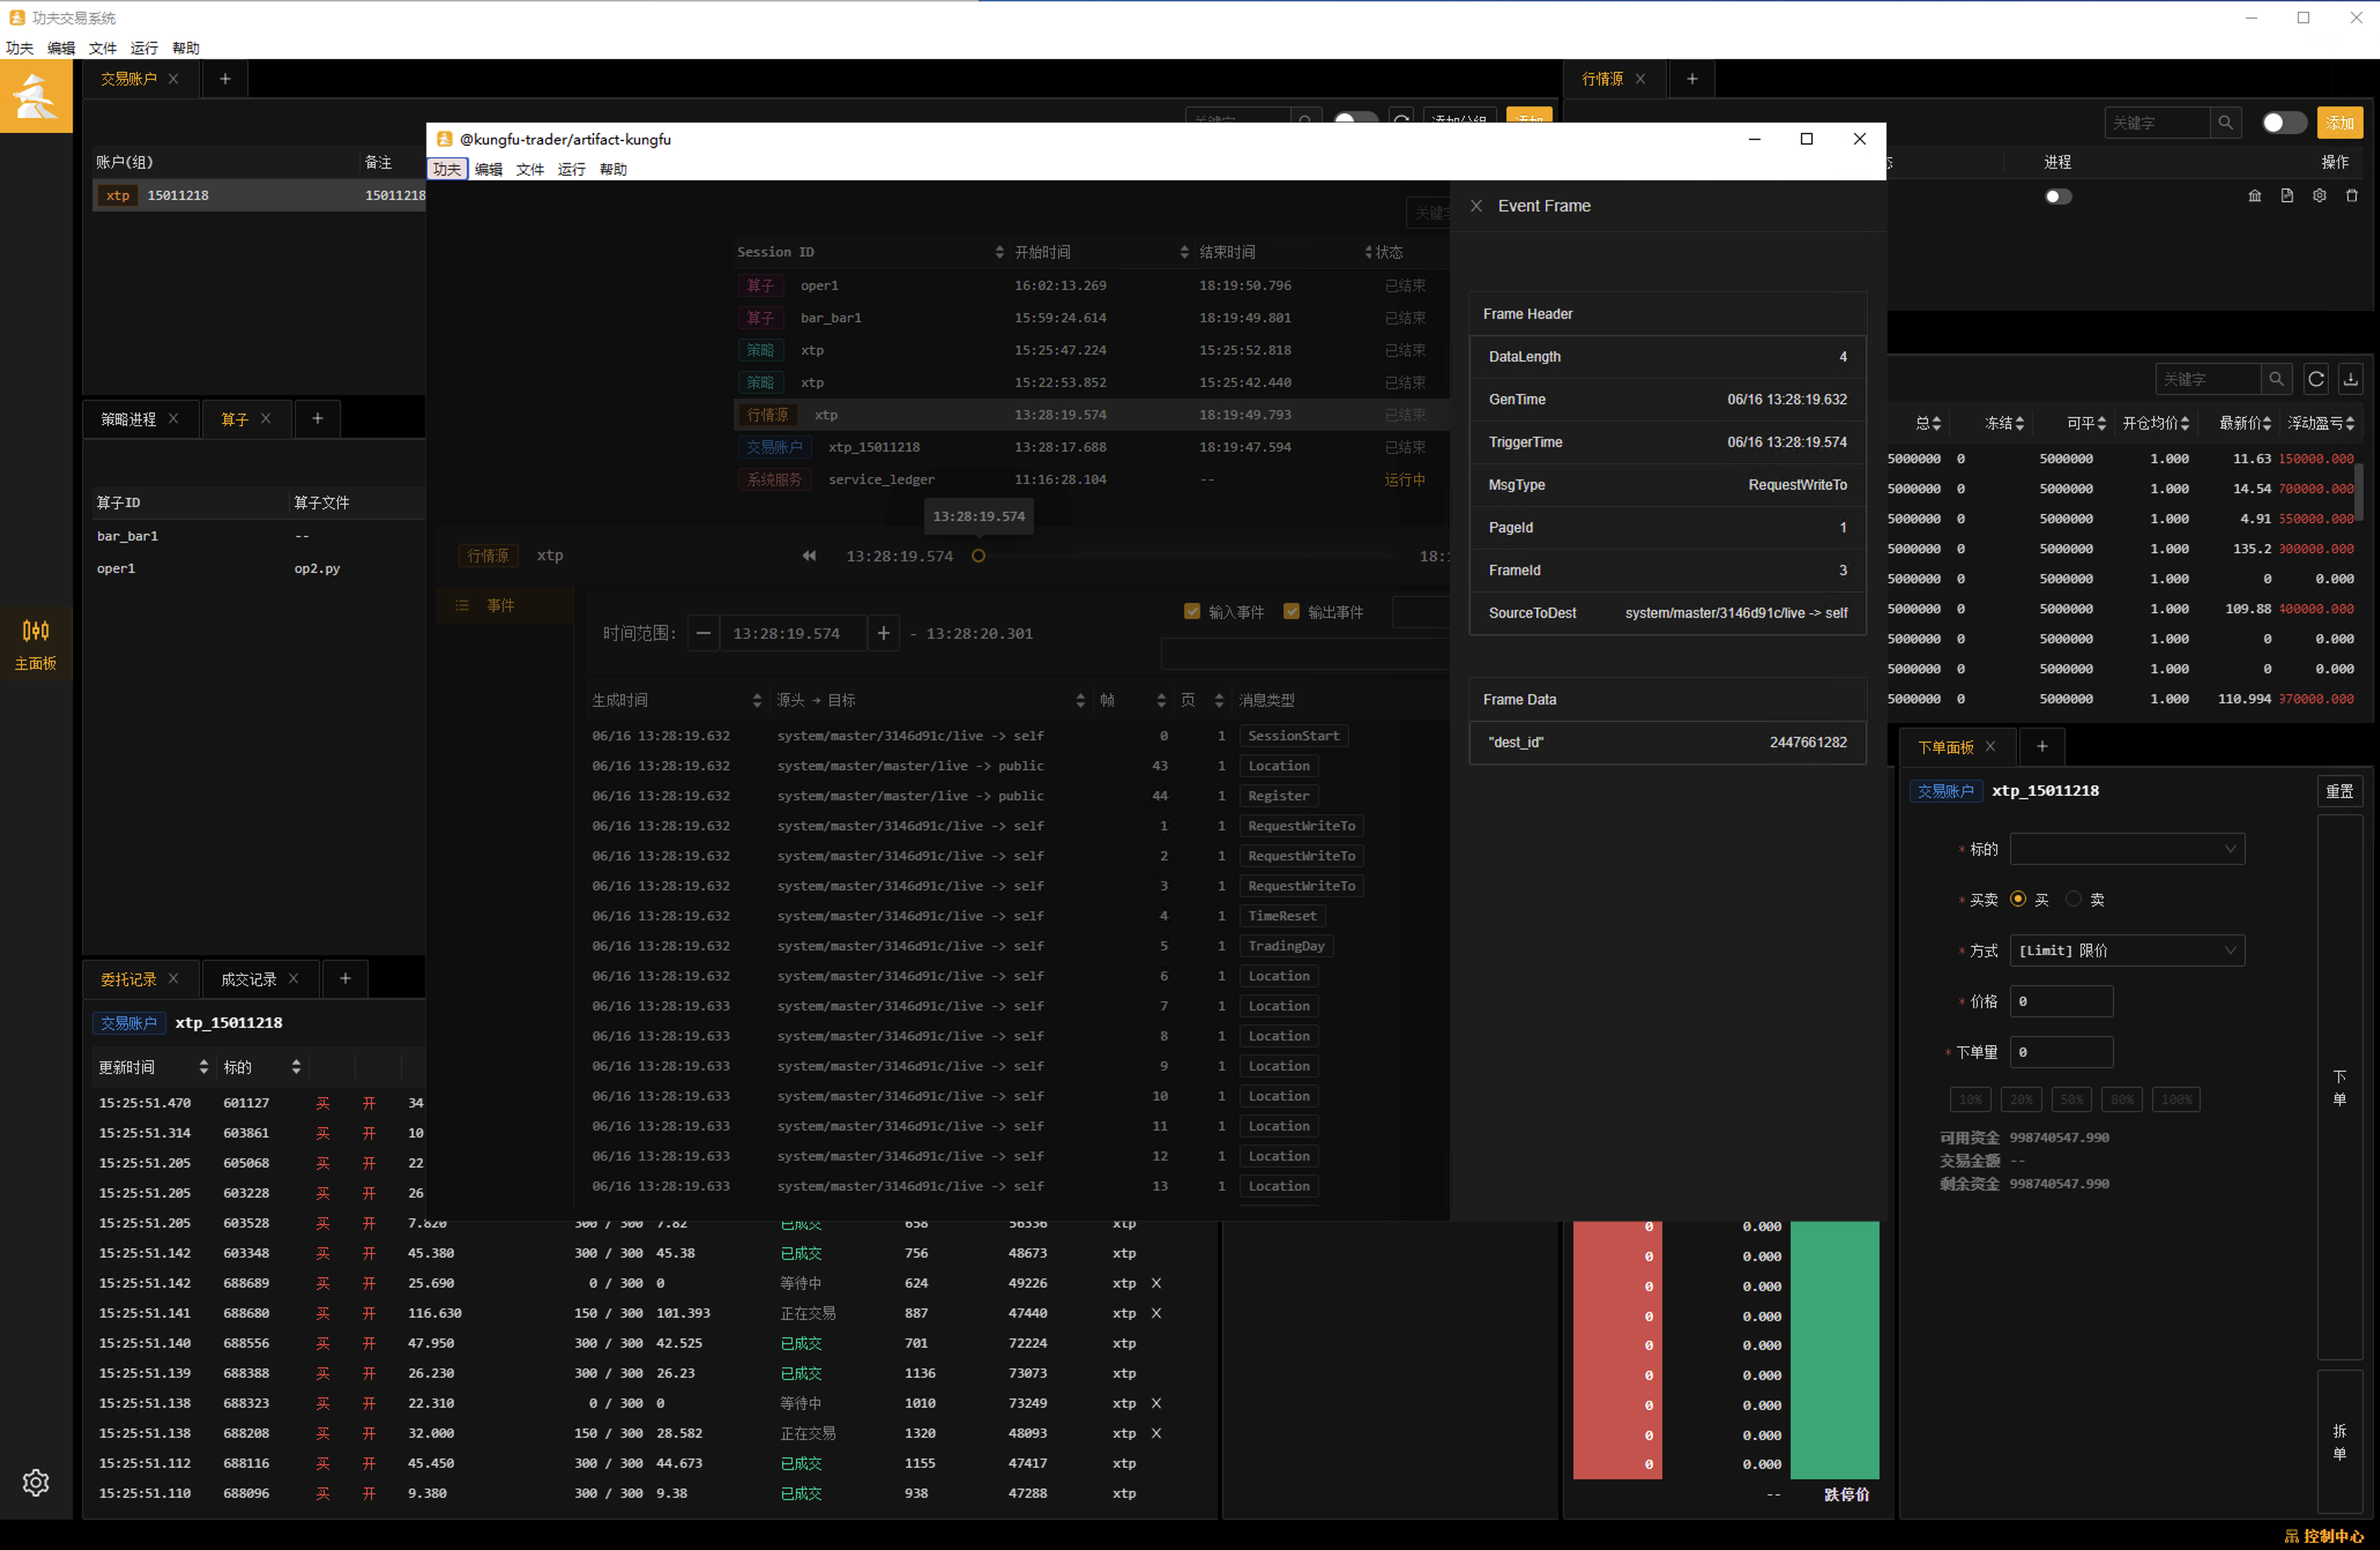 功夫交易系统
功夫 编辑 文件 运行 帮助
交易账户
行情源
关键字 添加
账户(组) 备注
xtp 15011218 15011218
进程 操作
策略进程 算子
算子ID 算子文件
bar_bar1 --
oper1 op2.py
主面板
@kungfu-trader/artifact-kungfu
功夫 编辑 文件 运行 帮助
Session ID 开始时间 结束时间 状态
算子 oper1 16:02:13.269 18:19:50.796 已结束
算子 bar_bar1 15:59:24.614 18:19:49.801 已结束
策略 xtp 15:25:47.224 15:25:52.818 已结束
策略 xtp 15:22:53.852 15:25:42.440 已结束
行情源 xtp 13:28:19.574 18:19:49.793 已结束
交易账户 xtp_15011218 13:28:17.688 18:19:47.594 已结束
系统服务 service_ledger 11:16:28.104 -- 运行中
13:28:19.574
行情源 xtp 13:28:19.574
事件
输入事件 输出事件
时间范围: 13:28:19.574 - 13:28:20.301
生成时间 源头 → 目标 帧 页 消息类型
06/16 13:28:19.632 system/master/3146d91c/live -> self 0 1 SessionStart
06/16 13:28:19.632 system/master/master/live -> public 43 1 Location
06/16 13:28:19.632 system/master/master/live -> public 44 1 Register
06/16 13:28:19.632 system/master/3146d91c/live -> self 1 1 RequestWriteTo
06/16 13:28:19.632 system/master/3146d91c/live -> self 2 1 RequestWriteTo
06/16 13:28:19.632 system/master/3146d91c/live -> self 3 1 RequestWriteTo
06/16 13:28:19.632 system/master/3146d91c/live -> self 4 1 TimeReset
06/16 13:28:19.632 system/master/3146d91c/live -> self 5 1 TradingDay
06/16 13:28:19.632 system/master/3146d91c/live -> self 6 1 Location
06/16 13:28:19.633 system/master/3146d91c/live -> self 7 1 Location
06/16 13:28:19.633 system/master/3146d91c/live -> self 8 1 Location
06/16 13:28:19.633 system/master/3146d91c/live -> self 9 1 Location
06/16 13:28:19.633 system/master/3146d91c/live -> self 10 1 Location
06/16 13:28:19.633 system/master/3146d91c/live -> self 11 1 Location
06/16 13:28:19.633 system/master/3146d91c/live -> self 12 1 Location
06/16 13:28:19.633 system/master/3146d91c/live -> self 13 1 Location
Event Frame
Frame Header
DataLength 4
GenTime 06/16 13:28:19.632
TriggerTime 06/16 13:28:19.574
MsgType RequestWriteTo
PageId 1
FrameId 3
SourceToDest system/master/3146d91c/live -> self
Frame Data
"dest_id" 2447661282
关键字
总 冻结 可平 开仓均价 最新价 浮动盈亏
5000000 0 5000000 1.000 11.63 150000.000
5000000 0 5000000 1.000 14.54 700000.000
5000000 0 5000000 1.000 4.91 550000.000
5000000 0 5000000 1.000 135.2 000000.000
5000000 0 5000000 1.000 0 0.000
5000000 0 5000000 1.000 109.88 400000.000
5000000 0 5000000 1.000 0 0.000
5000000 0 5000000 1.000 0 0.000
5000000 0 5000000 1.000 110.994 970000.000
委托记录 成交记录
交易账户 xtp_15011218
更新时间 标的
15:25:51.470 601127 买 开 34
15:25:51.314 603861 买 开 10
15:25:51.205 605068 买 开 22
15:25:51.205 603228 买 开 26
15:25:51.205 603528 买 开 7.820 300 / 300 7.82 已成交 658 56336 xtp
15:25:51.142 603348 买 开 45.380 300 / 300 45.38 已成交 756 48673 xtp
15:25:51.142 688689 买 开 25.690 0 / 300 0 等待中 624 49226 xtp
15:25:51.141 688680 买 开 116.630 150 / 300 101.393 正在交易 887 47440 xtp
15:25:51.140 688556 买 开 47.950 300 / 300 42.525 已成交 701 72224 xtp
15:25:51.139 688388 买 开 26.230 300 / 300 26.23 已成交 1136 73073 xtp
15:25:51.138 688323 买 开 22.310 0 / 300 0 等待中 1010 73249 xtp
15:25:51.138 688208 买 开 32.000 150 / 300 28.582 正在交易 1320 48093 xtp
15:25:51.112 688116 买 开 45.450 300 / 300 44.673 已成交 1155 47417 xtp
15:25:51.110 688096 买 开 9.380 300 / 300 9.38 已成交 938 47288 xtp
0 0.000
0 0.000
0 0.000
0 0.000
0 0.000
0 0.000
0 0.000
0 0.000
0 0.000
-- 跌停价
下单面板
交易账户 xtp_15011218 重置
* 标的
* 买卖 买 卖
* 方式 [Limit] 限价
* 价格 0
* 下单量 0
10% 20% 50% 80% 100%
可用资金 998740547.990
交易金额 --
剩余资金 998740547.990
下单
拆单
控制中心